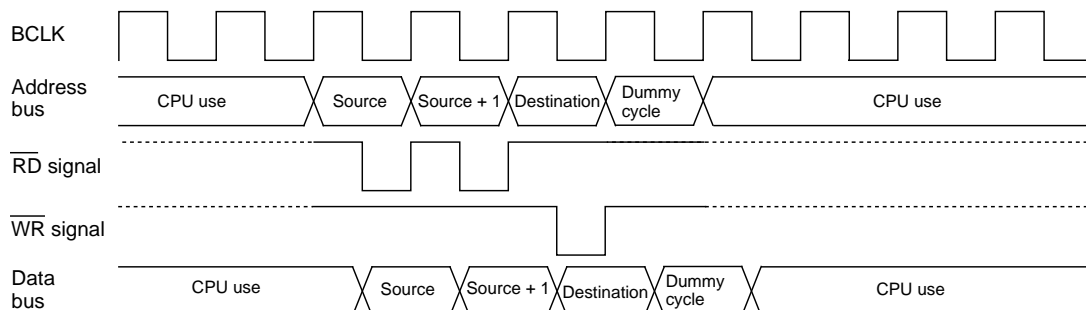 BCLK
Address
bus
CPU use
Source
Source + 1
Destination
Dummy
cycle
CPU use
RD signal
WR signal
Data
bus
CPU use
Source
Source + 1
Destination
Dummy
cycle
CPU use